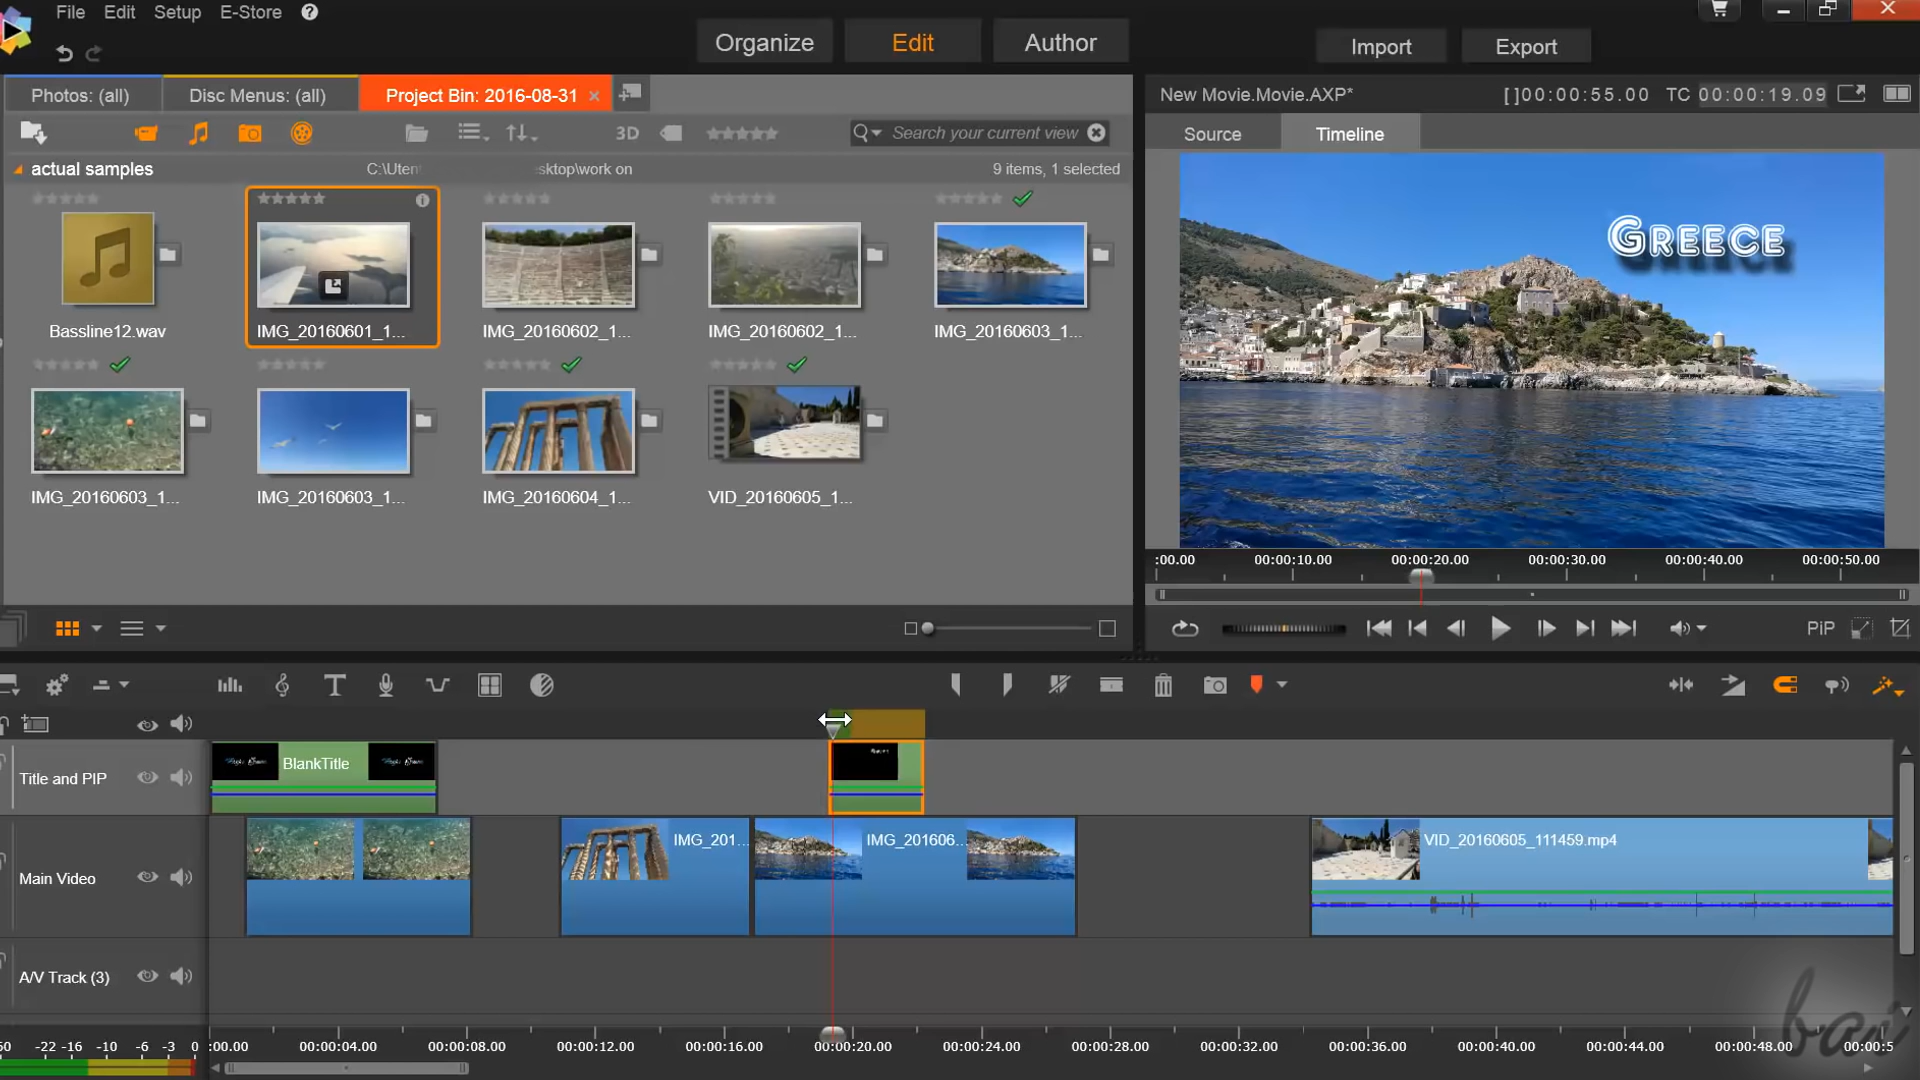 File Edit Setup E-Store ?
Organize Edit Author
Import Export
Photos: (all) Disc Menus: (all) Project Bin: 2016-08-31 ×
New Movie.Movie.AXP* [ ]00:00:55.00 TC 00:00:19.09
3D Search your current view
Source Timeline
actual samples C:\Uten sktop\work on 9 items, 1 selected
GREECE
Bassline12.wav IMG_20160601_1... IMG_20160602_1... IMG_20160602_1... IMG_20160603_1...
IMG_20160603_1... IMG_20160603_1... IMG_20160604_1... VID_20160605_1...
:00.00 00:00:10.00 00:00:20.00 00:00:30.00 00:00:40.00 00:00:50.00
PiP
Title and PIP BlankTitle
Main Video IMG_201... IMG_201606... VID_20160605_111459.mp4
A/V Track (3)
60 -22 -16 -10 -6 -3 0 :00.00 00:00:04.00 00:00:08.00 00:00:12.00 00:00:16.00 00:00:20.00 00:00:24.00 00:00:28.00 00:00:32.00 00:00:36.00 00:00:40.00 00:00:44.00 00:00:48.00 00:00:5